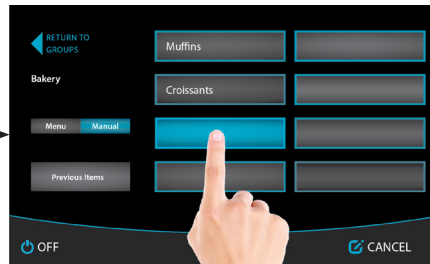 RETURN TO
GROUPS
Bakery
Menu
Manual
Previous Items
Muffins
Croissants
OFF
CANCEL